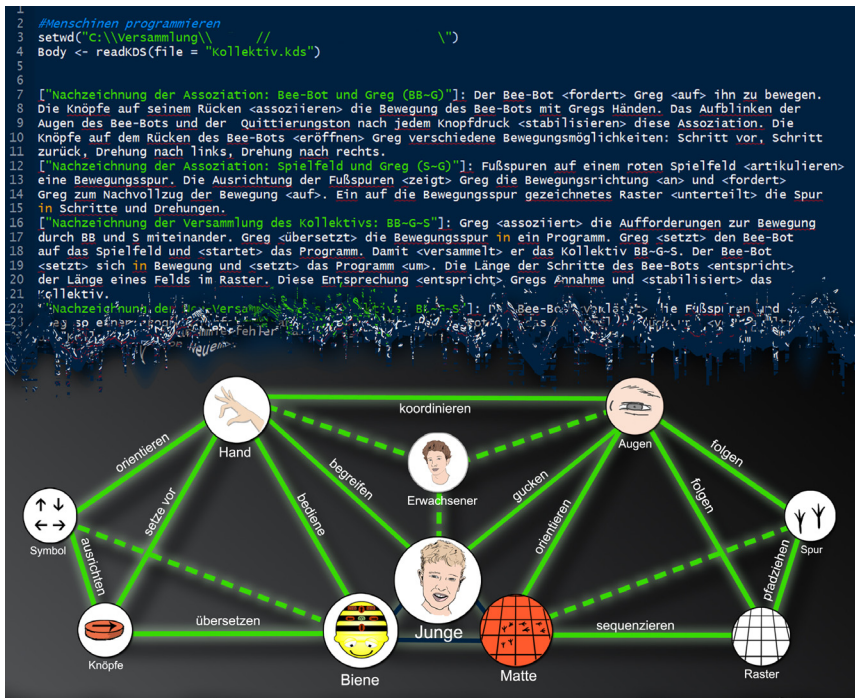 1
2 #Menschinen programmieren
3 setwd("C:\\Versammlung\\ // \")
4 Body <- readKDS(file = "Kollektiv.kds")
5
6
7 ["Nachzeichnung der Assoziation: Bee-Bot und Greg (BB~G)"]: Der Bee-Bot <fordert> Greg <auf> ihn zu bewegen.
8 Die Knöpfe auf seinem Rücken <assoziieren> die Bewegung des Bee-Bots mit Gregs Händen. Das Aufblinken der
9 Augen des Bee-Bots und der Quittierungston nach jedem Knopfdruck <stabilisieren> diese Assoziation. Die
10 Knöpfe auf dem Rücken des Bee-Bots <eröffnen> Greg verschiedene Bewegungsmöglichkeiten: Schritt vor, Schritt
11 zurück, Drehung nach links, Drehung nach rechts.
12 ["Nachzeichnung der Assoziation: Spielfeld und Greg (S~G)"]: Fußspuren auf einem roten Spielfeld <artikulieren>
13 eine Bewegungsspur. Die Ausrichtung der Fußspuren <zeigt> Greg die Bewegungsrichtung <an> und <fordert>
14 Greg zum Nachvollzug der Bewegung <auf>. Ein auf die Bewegungsspur gezeichnetes Raster <unterteilt> die Spur
15 in Schritte und Drehungen.
16 ["Nachzeichnung der Versammlung des Kollektivs: BB~G~S"]: Greg <assoziiert> die Aufforderungen zur Bewegung
17 durch BB und S miteinander. Greg <übersetzt> die Bewegungsspur in ein Programm. Greg <setzt> den Bee-Bot
18 auf das Spielfeld und <startet> das Programm. Damit <versammelt> er das Kollektiv BB~G~S. Der Bee-Bot
19 <setzt> sich in Bewegung und <setzt> das Programm <um>. Die Länge der Schritte des Bee-Bots <entspricht>
20 der Länge eines Felds im Raster. Diese Entsprechung <entspricht> Gregs Annahme und <stabilisiert> das
21 Kollektiv.
22 ["Nachzeichnung der die Fußspuren und
23
koordinieren
Hand
Augen
orientieren
setze vor
begreifen
bediene
Erwachsener
gucken
orientieren
folgen
folgen
Symbol
Spur
ausrichten
pfadziehen
übersetzen
Junge
sequenzieren
Knöpfe
Biene
Matte
Raster